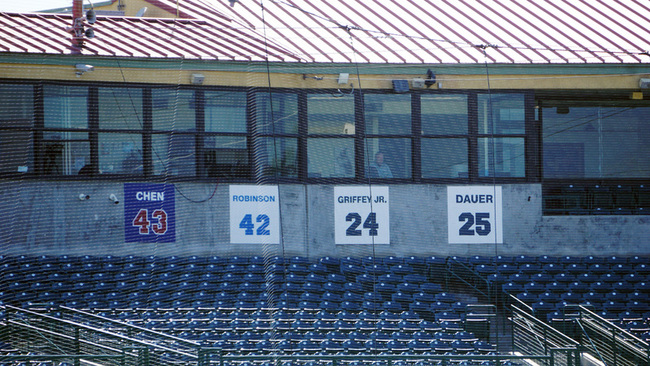 CHEN
43
ROBINSON
42
GRIFFEY JR.
24
DAUER
25